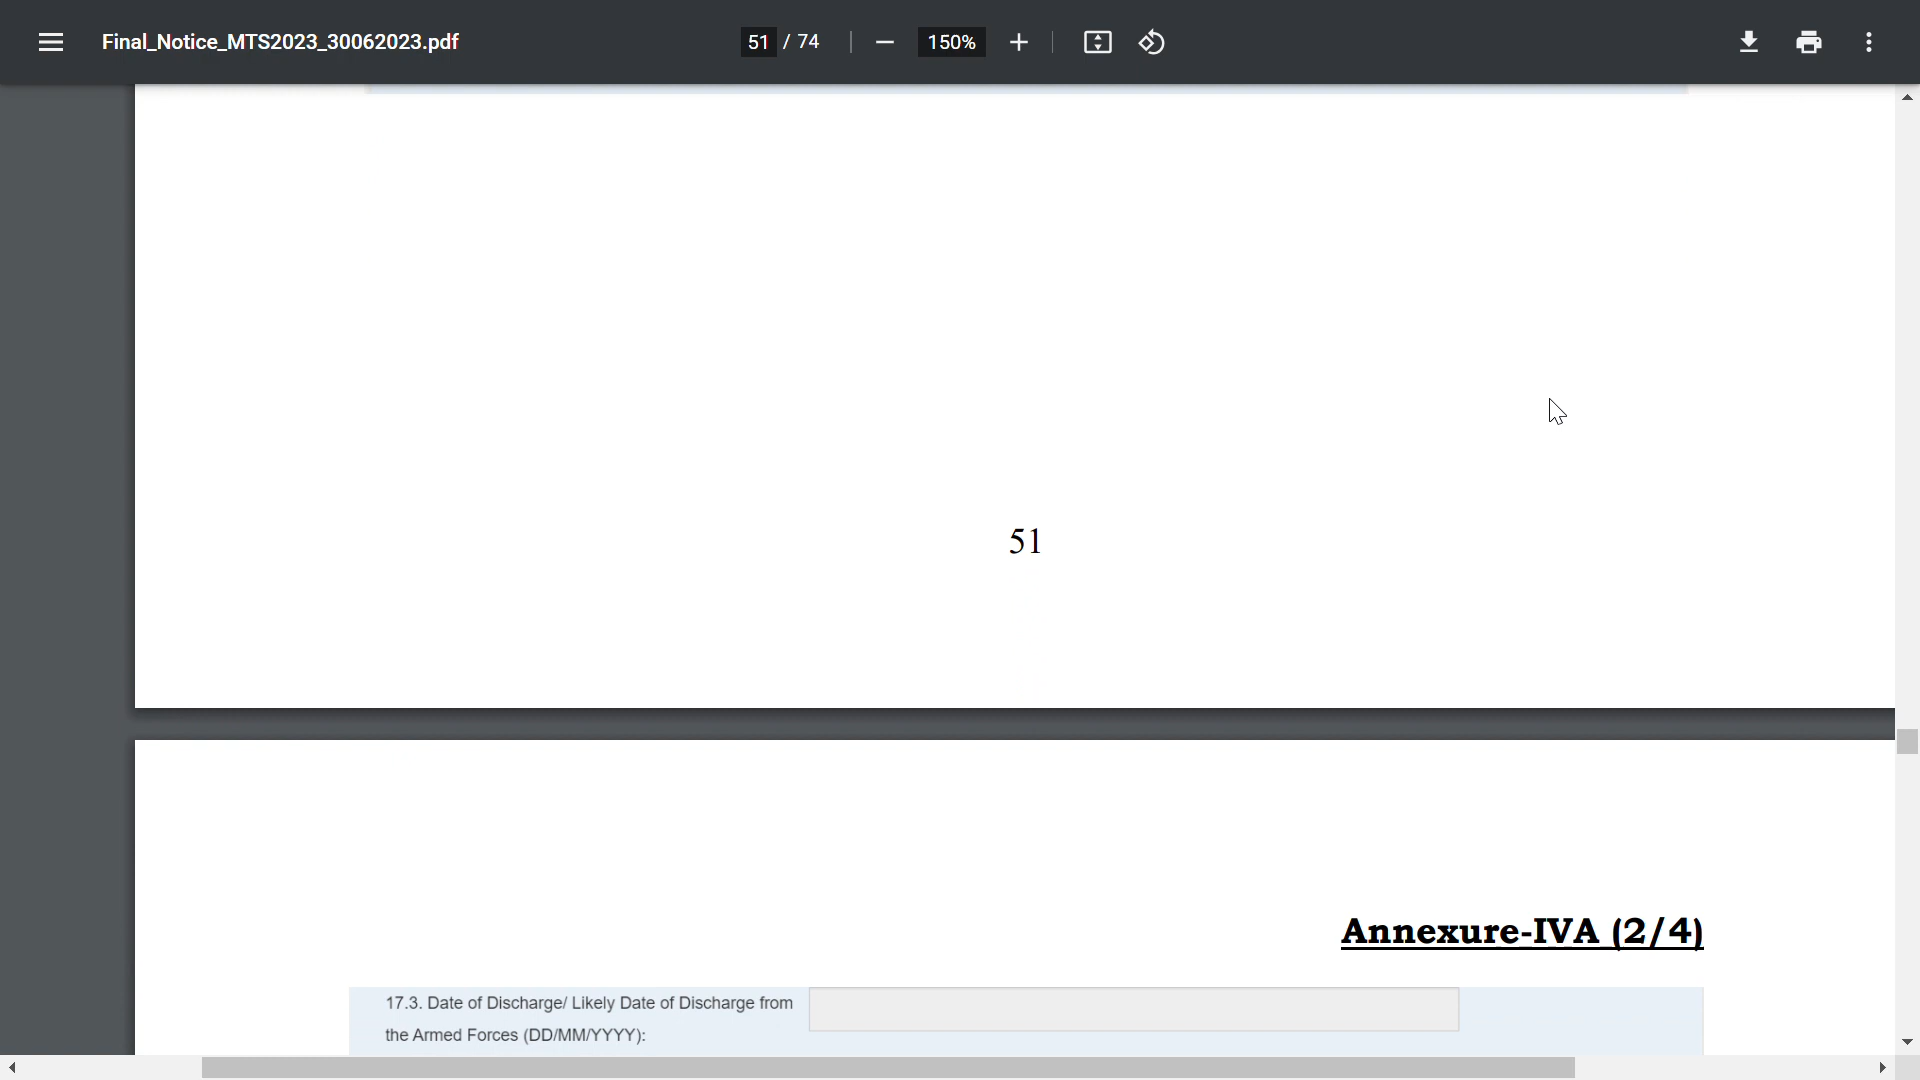 Final_Notice_MTS2023_30062023.pdf
51 / 74
150%
51
Annexure-IVA (2/4)
17.3. Date of Discharge/ Likely Date of Discharge from
the Armed Forces (DD/MM/YYYY):